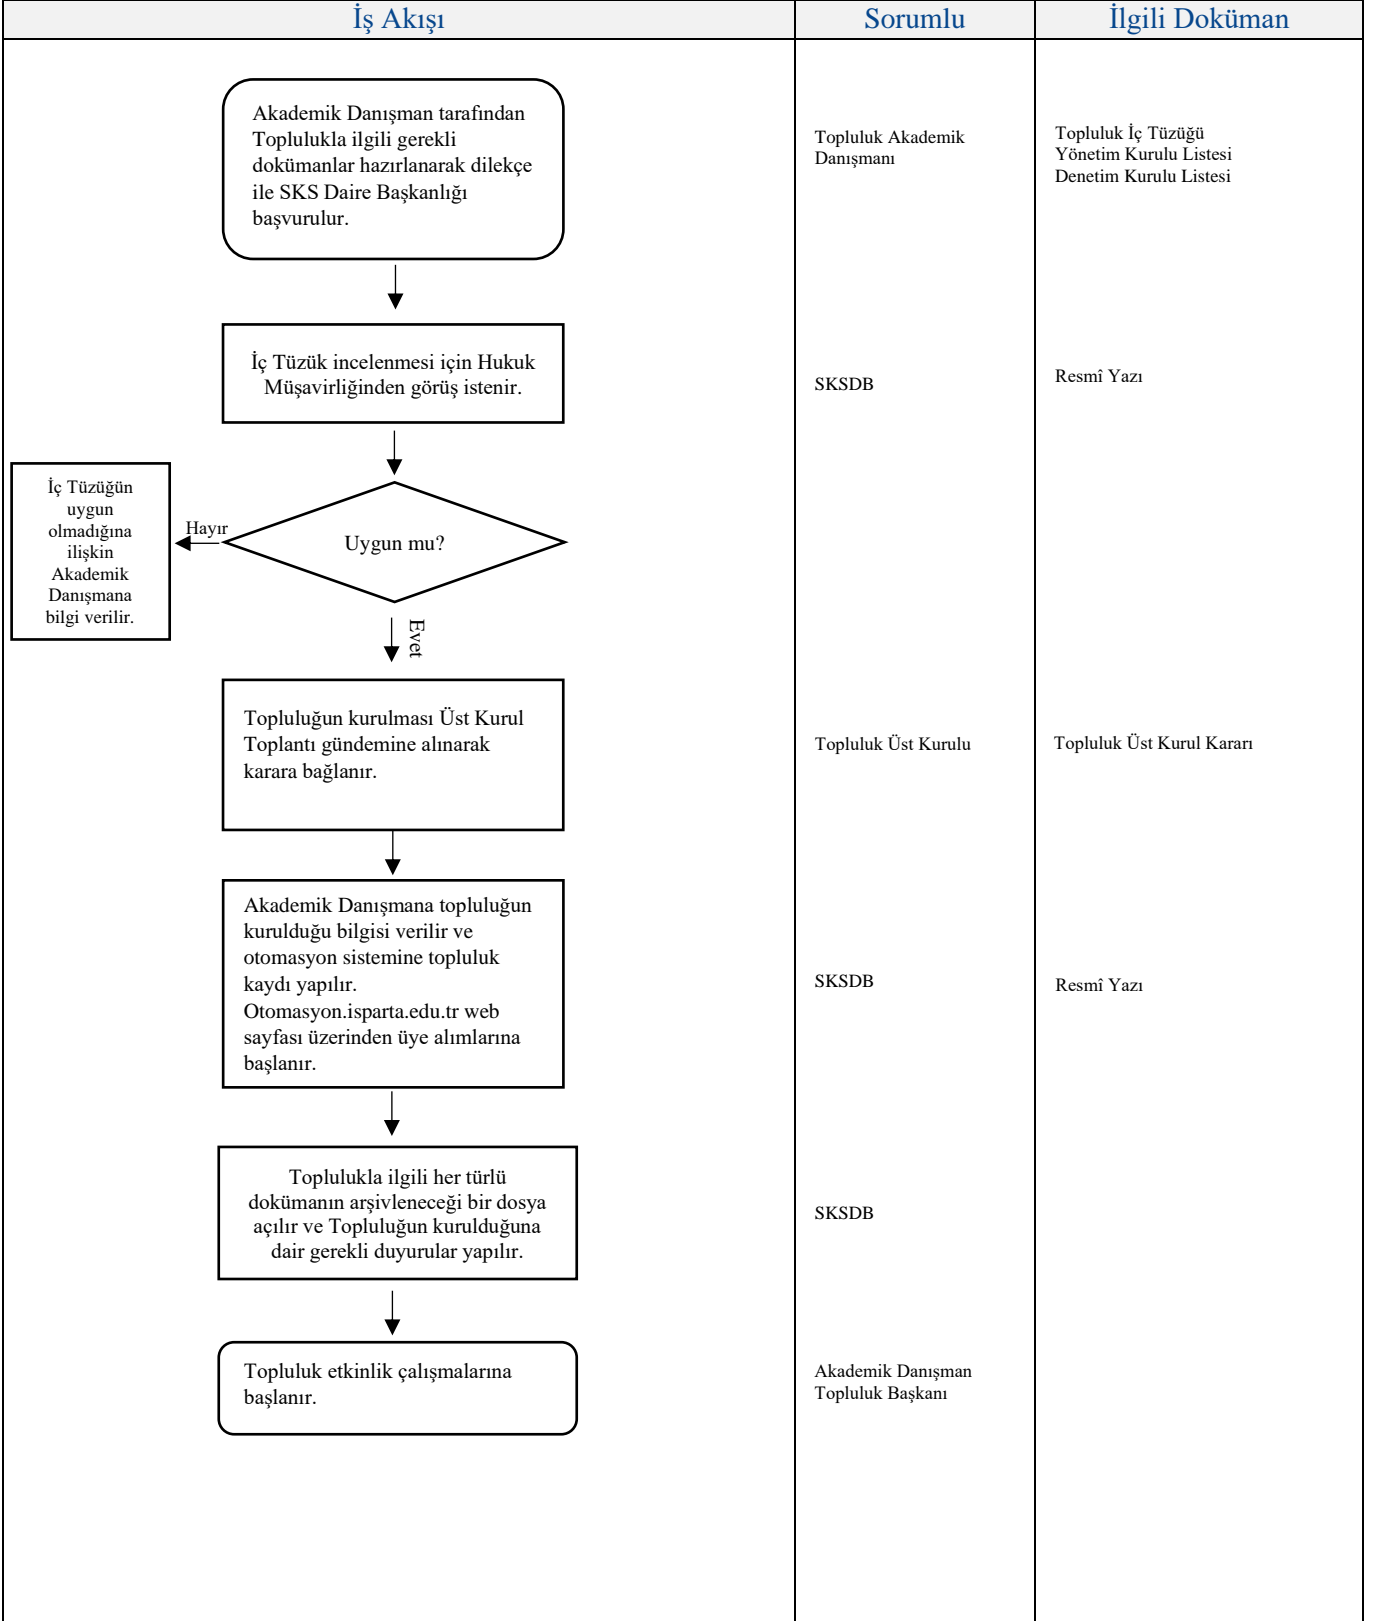 İş Akışı
Sorumlu
İlgili Doküman
Akademik Danışman tarafından
Toplulukla ilgili gerekli
dokümanlar hazırlanarak dilekçe
ile SKS Daire Başkanlığı
başvurulur.
Topluluk Akademik
Danışmanı
Topluluk İç Tüzüğü
Yönetim Kurulu Listesi
Denetim Kurulu Listesi
İç Tüzük incelenmesi için Hukuk
Müşavirliğinden görüş istenir.
SKSDB
Resmî Yazı
İç Tüzüğün
uygun
olmadığına
ilişkin
Akademik
Danışmana
bilgi verilir.
Hayır
Uygun mu?
Evet
Topluluğun kurulması Üst Kurul
Toplantı gündemine alınarak
karara bağlanır.
Topluluk Üst Kurulu
Topluluk Üst Kurul Kararı
Akademik Danışmana topluluğun
kurulduğu bilgisi verilir ve
otomasyon sistemine topluluk
kaydı yapılır.
Otomasyon.isparta.edu.tr web
sayfası üzerinden üye alımlarına
başlanır.
SKSDB
Resmî Yazı
Toplulukla ilgili her türlü
dokümanın arşivleneceği bir dosya
açılır ve Topluluğun kurulduğuna
dair gerekli duyurular yapılır.
SKSDB
Topluluk etkinlik çalışmalarına
başlanır.
Akademik Danışman
Topluluk Başkanı